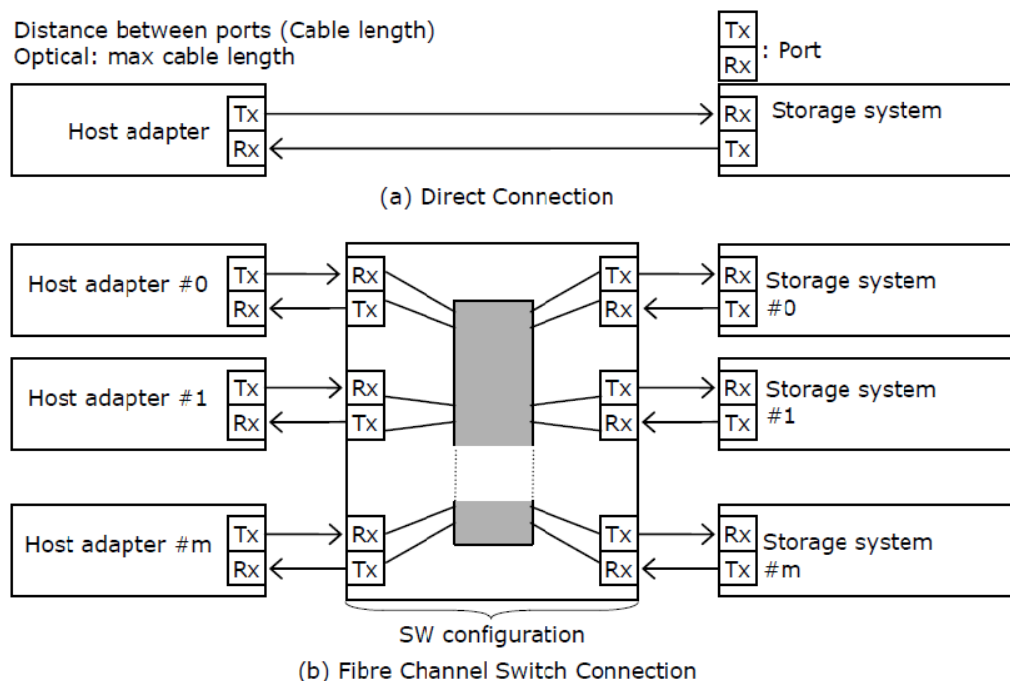 Distance between ports (Cable length)
Optical: max cable length
Tx
Rx
: Port
Host adapter
Tx
Rx
Rx
Tx
Storage system
(a) Direct Connection
Host adapter #0
Tx
Rx
Rx
Tx
Tx
Rx
Rx
Tx
Storage system
#0
Host adapter #1
Tx
Rx
Rx
Tx
Tx
Rx
Rx
Tx
Storage system
#1
Host adapter #m
Tx
Rx
Rx
Tx
Tx
Rx
Rx
Tx
Storage system
#m
SW configuration
(b) Fibre Channel Switch Connection